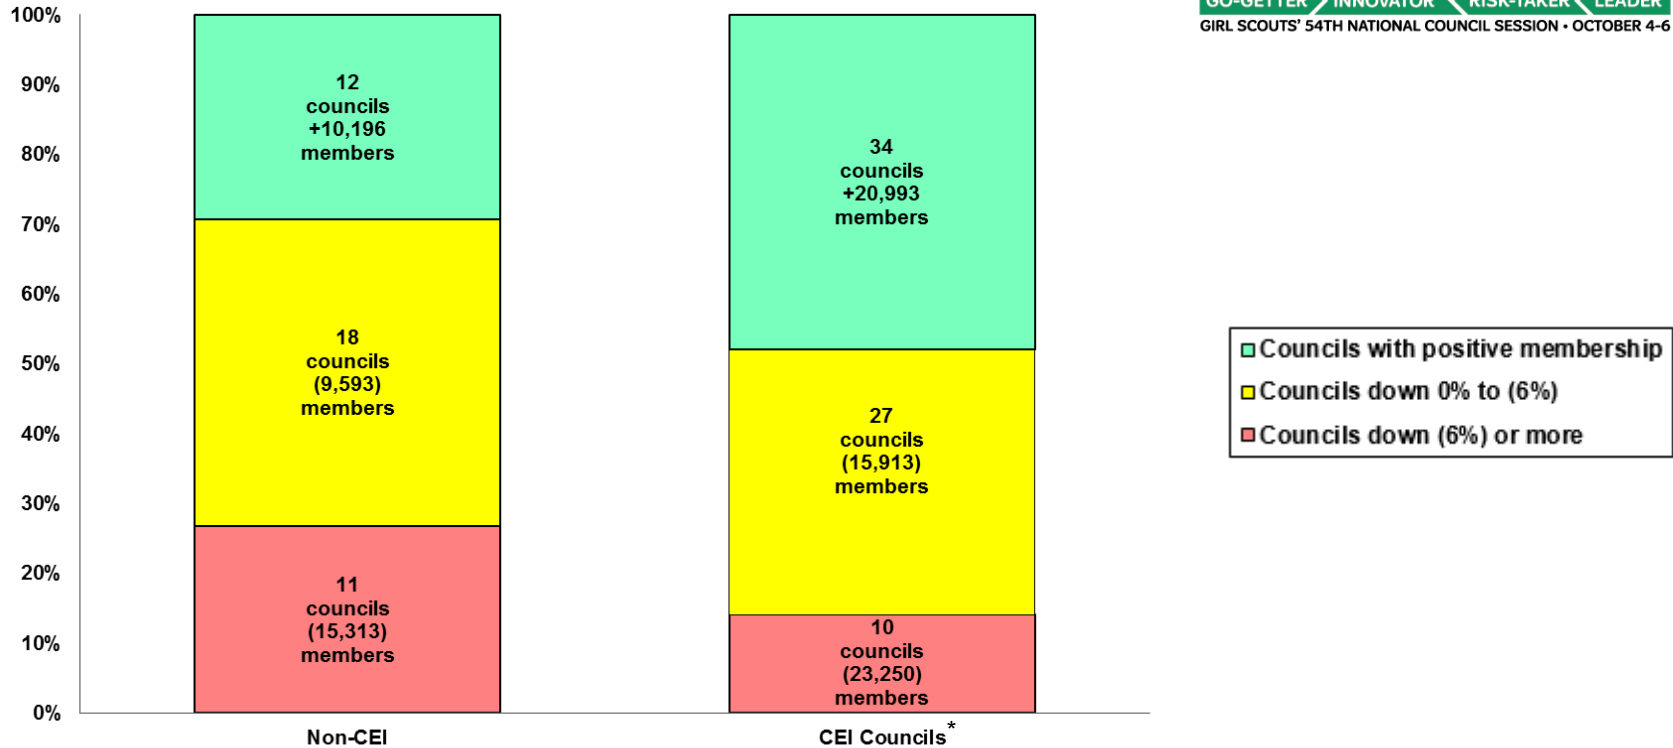 GO-GETTER INNOVATOR RISK-TAKER LEADER
GIRL SCOUTS' 54TH NATIONAL COUNCIL SESSION • OCTOBER 4-6
100%
90%
80%
70%
60%
50%
40%
30%
20%
10%
0%
12
councils
+10,196
members
18
councils
(9,593)
members
11
councils
(15,313)
members
34
councils
+20,993
members
27
councils
(15,913)
members
10
councils
(23,250)
members
Non-CEI
CEI Councils*
Councils with positive membership
Councils down 0% to (6%)
Councils down (6%) or more